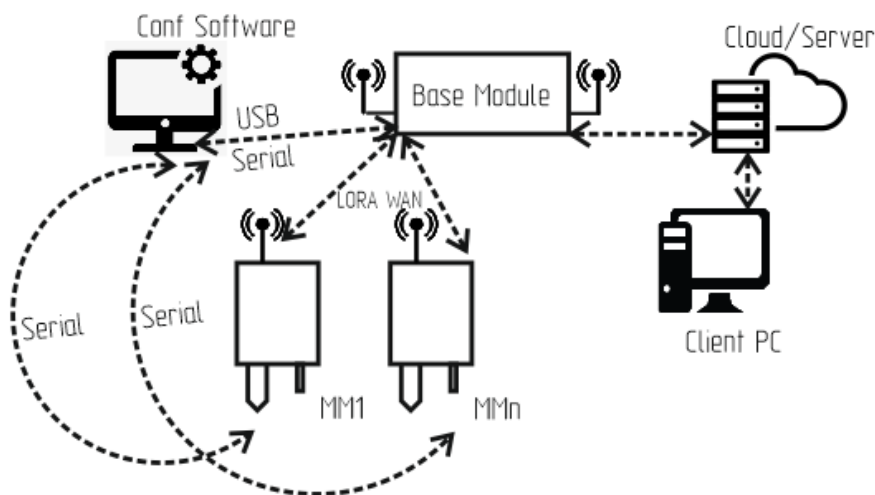 Conf Software
Cloud/Server
Base Module
USB
Serial
LORA WAN
Serial
Serial
Client PC
MM1
MMn